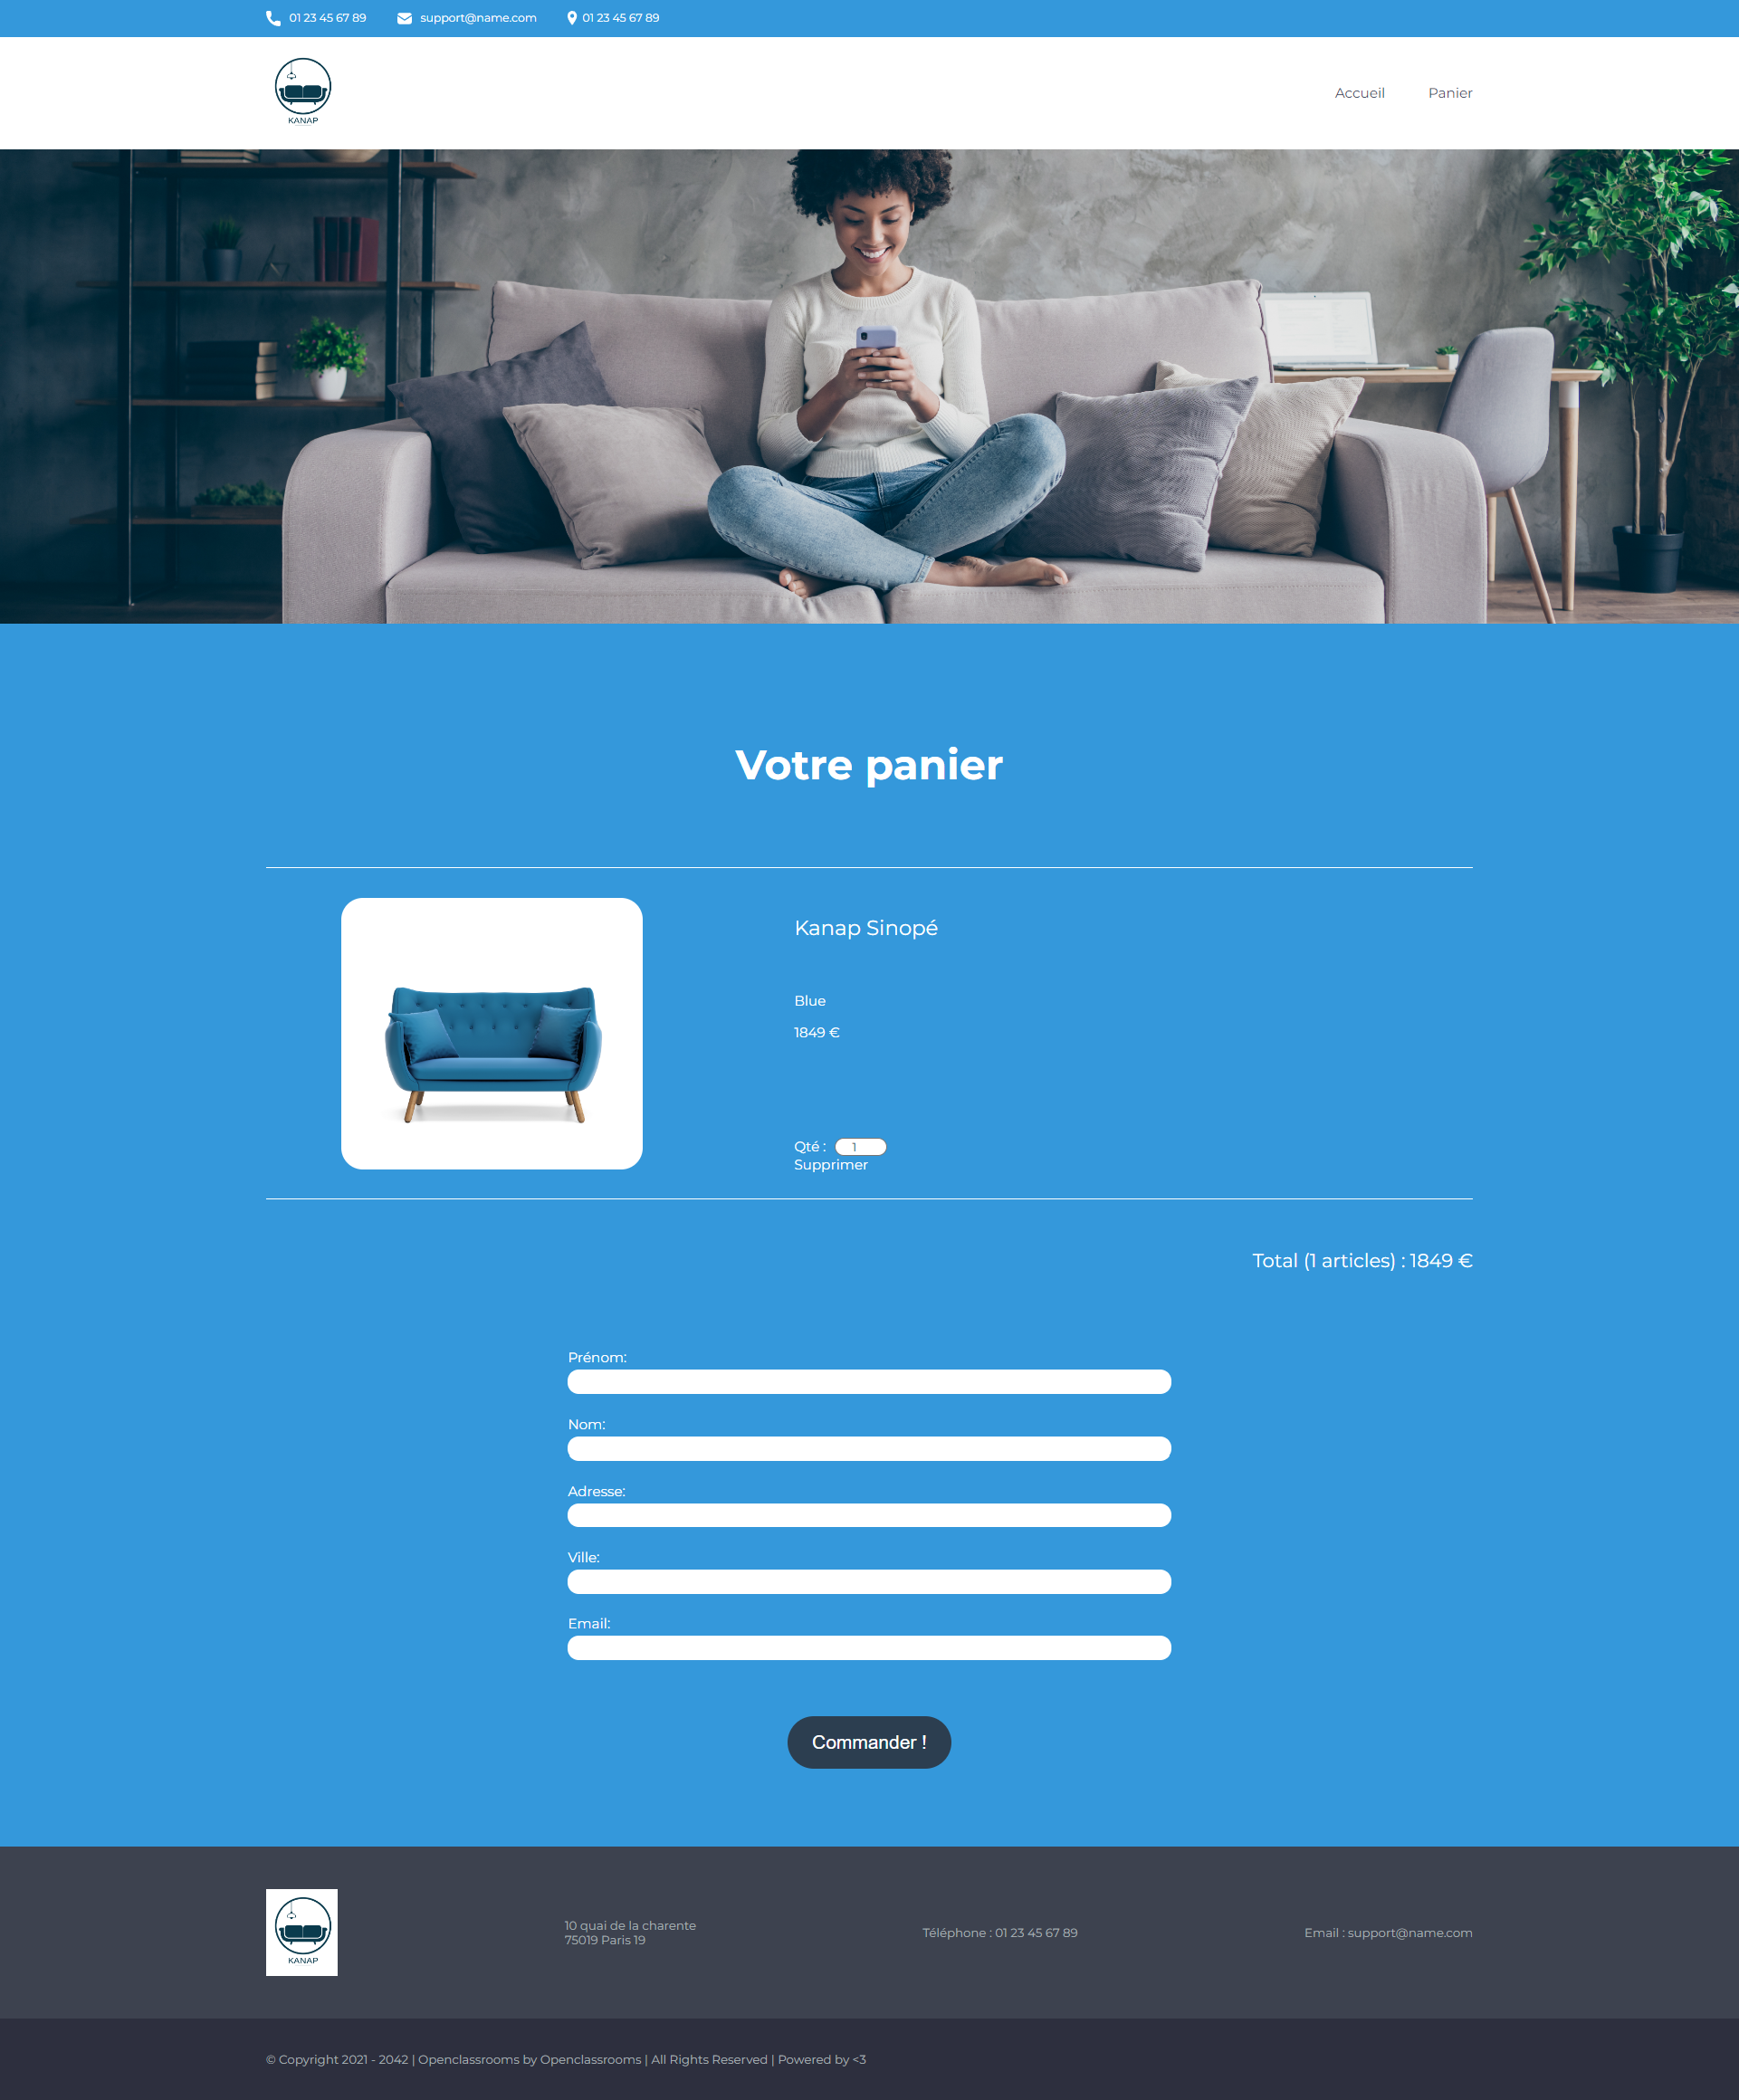 01 23 45 67 89 support@name.com 01 23 45 67 89
KANAP
Accueil Panier
Votre panier
Kanap Sinopé
Blue
1849 €
Qté : 1
Supprimer
Total (1 articles) : 1849 €
Prénom:
Nom:
Adresse:
Ville:
Email:
Commander !
KANAP
10 quai de la charente
75019 Paris 19
Téléphone : 01 23 45 67 89
Email : support@name.com
© Copyright 2021 - 2042 | Openclassrooms by Openclassrooms | All Rights Reserved | Powered by <3